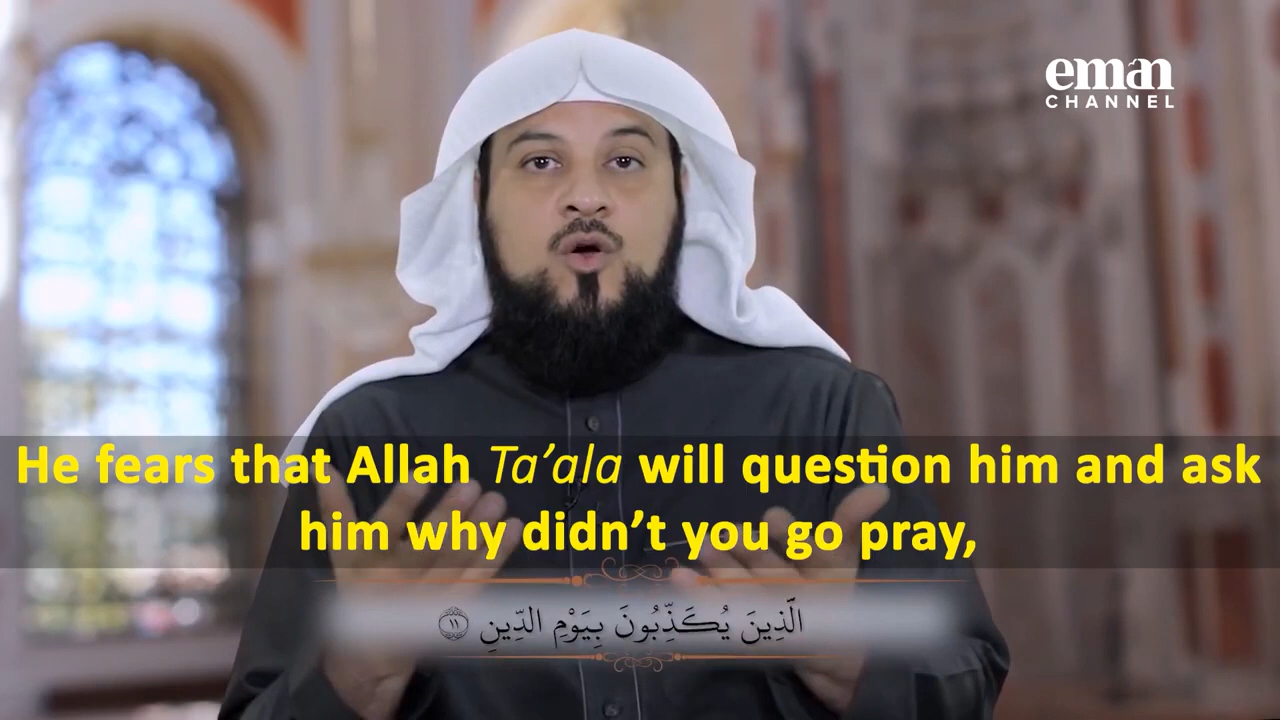 eman
CHANNEL
He fears that Allah Ta’ala will question him and ask
him why didn’t you go pray,
الَّذِينَ يُكَذِّبُونَ بِيَوْمِ الدِّينِ ١١